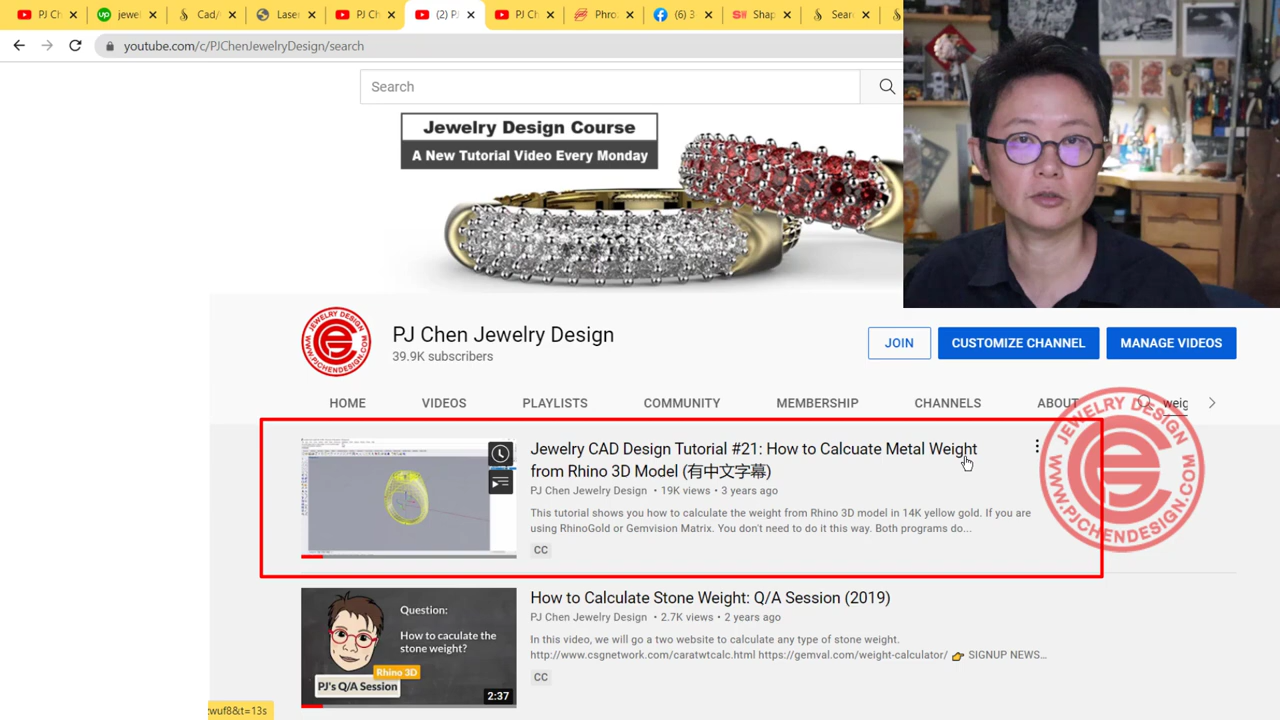 PJ Ch
jewel
Cad/
Lase
PJ Ch
(2) PJ
PJ Ch
Phro
(6) 3
Shap
Sear
youtube.com/c/PJChenJewelryDesign/search
Search
Jewelry Design Course
A New Tutorial Video Every Monday
JEWELRY DESIGN
WWW.PJCHENDESIGN.COM
PJ Chen Jewelry Design
39.9K subscribers
JOIN
CUSTOMIZE CHANNEL
MANAGE VIDEOS
HOME
VIDEOS
PLAYLISTS
COMMUNITY
MEMBERSHIP
CHANNELS
ABOUT
weig
Jewelry CAD Design Tutorial #21: How to Calcuate Metal Weight
from Rhino 3D Model (有中文字幕)
PJ Chen Jewelry Design • 19K views • 3 years ago
This tutorial shows you how to calculate the weight from Rhino 3D model in 14K yellow gold. If you are
using RhinoGold or Gemvision Matrix. You don't need to do it this way. Both programs do...
CC
JEWELRY DESIGN
WWW.PJCHENDESIGN.COM
Question:
How to caculate the
stone weight?
Rhino 3D
PJ's Q/A Session
2:37
How to Calculate Stone Weight: Q/A Session (2019)
PJ Chen Jewelry Design • 2.7K views • 2 years ago
In this video, we will go a two website to calculate any type of stone weight.
http://www.csgnetwork.com/caratwtcalc.html https://gemval.com/weight-calculator/ 👉 SIGNUP NEWS...
CC
wuf8&t=13s